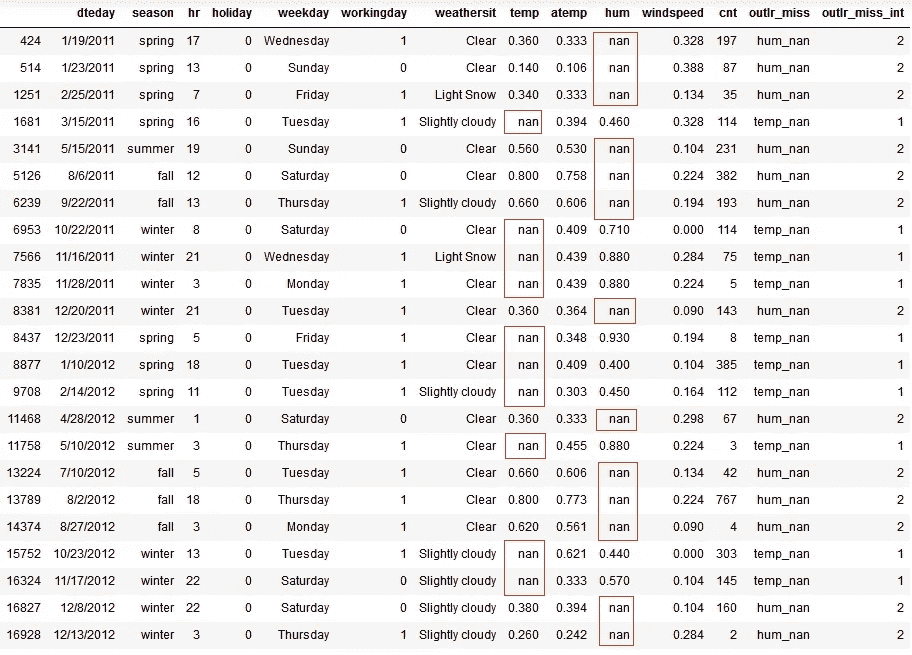 dteday season hr holiday weekday workingday weathersit temp atemp hum windspeed cnt outlr_miss outlr_miss_int
424 1/19/2011 spring 17 0 Wednesday 1 Clear 0.360 0.333 nan 0.328 197 hum_nan 2
514 1/23/2011 spring 13 0 Sunday 0 Clear 0.140 0.106 nan 0.388 87 hum_nan 2
1251 2/25/2011 spring 7 0 Friday 1 Light Snow 0.340 0.333 nan 0.134 35 hum_nan 2
1681 3/15/2011 spring 16 0 Tuesday 1 Slightly cloudy nan 0.394 0.460 0.328 114 temp_nan 1
3141 5/15/2011 summer 19 0 Sunday 0 Clear 0.560 0.530 nan 0.104 231 hum_nan 2
5126 8/6/2011 fall 12 0 Saturday 0 Clear 0.800 0.758 nan 0.224 382 hum_nan 2
6239 9/22/2011 fall 13 0 Thursday 1 Slightly cloudy 0.660 0.606 nan 0.194 193 hum_nan 2
6953 10/22/2011 winter 8 0 Saturday 0 Clear nan 0.409 0.710 0.000 114 temp_nan 1
7566 11/16/2011 winter 21 0 Wednesday 1 Light Snow nan 0.439 0.880 0.284 75 temp_nan 1
7835 11/28/2011 winter 3 0 Monday 1 Clear nan 0.439 0.880 0.224 5 temp_nan 1
8381 12/20/2011 winter 21 0 Tuesday 1 Clear 0.360 0.364 nan 0.090 143 hum_nan 2
8437 12/23/2011 spring 5 0 Friday 1 Clear nan 0.348 0.930 0.194 8 temp_nan 1
8877 1/10/2012 spring 18 0 Tuesday 1 Clear nan 0.409 0.400 0.104 385 temp_nan 1
9708 2/14/2012 spring 11 0 Tuesday 1 Slightly cloudy nan 0.303 0.450 0.164 112 temp_nan 1
11468 4/28/2012 summer 1 0 Saturday 0 Clear 0.360 0.333 nan 0.298 67 hum_nan 2
11758 5/10/2012 summer 3 0 Thursday 1 Clear nan 0.455 0.880 0.224 3 temp_nan 1
13224 7/10/2012 fall 5 0 Tuesday 1 Clear 0.660 0.606 nan 0.134 42 hum_nan 2
13789 8/2/2012 fall 18 0 Thursday 1 Clear 0.800 0.773 nan 0.224 767 hum_nan 2
14374 8/27/2012 fall 3 0 Monday 1 Clear 0.620 0.561 nan 0.090 4 hum_nan 2
15752 10/23/2012 winter 13 0 Tuesday 1 Slightly cloudy nan 0.621 0.440 0.000 303 temp_nan 1
16324 11/17/2012 winter 22 0 Saturday 0 Slightly cloudy nan 0.333 0.570 0.104 145 temp_nan 1
16827 12/8/2012 winter 22 0 Saturday 0 Slightly cloudy 0.380 0.394 nan 0.104 160 hum_nan 2
16928 12/13/2012 winter 3 0 Thursday 1 Slightly cloudy 0.260 0.242 nan 0.284 2 hum_nan 2